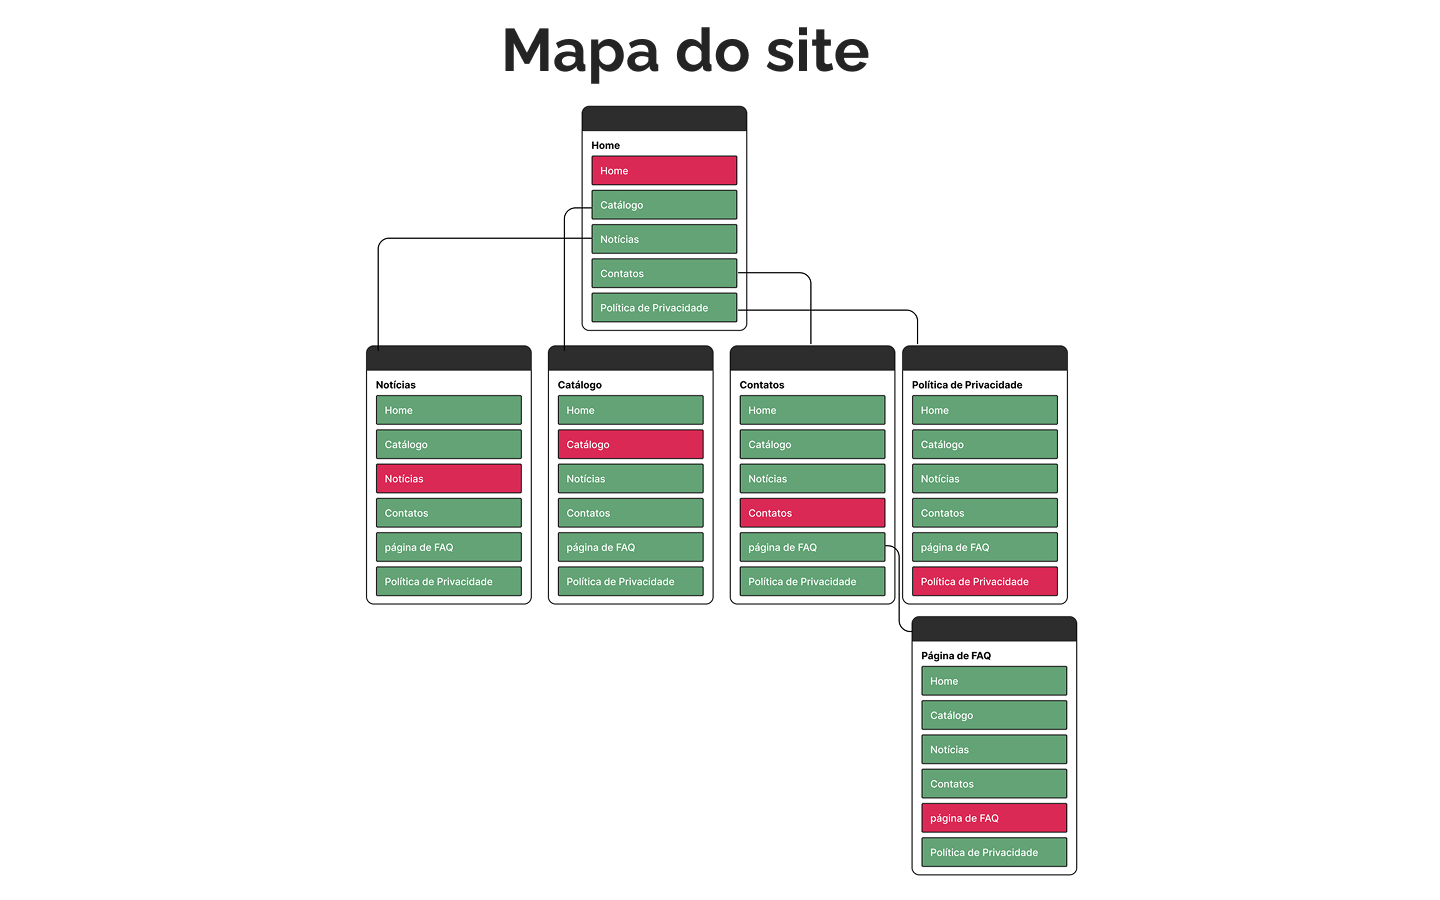 Mapa do site
Home
Home
Catálogo
Notícias
Contatos
Política de Privacidade
Notícias
Home
Catálogo
Notícias
Contatos
página de FAQ
Política de Privacidade
Catálogo
Home
Catálogo
Notícias
Contatos
página de FAQ
Política de Privacidade
Contatos
Home
Catálogo
Notícias
Contatos
página de FAQ
Política de Privacidade
Política de Privacidade
Home
Catálogo
Notícias
Contatos
página de FAQ
Política de Privacidade
Página de FAQ
Home
Catálogo
Notícias
Contatos
página de FAQ
Política de Privacidade